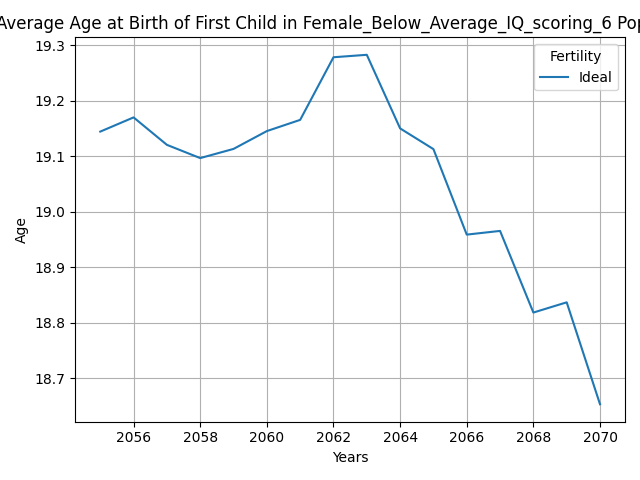 Average Age at Birth of First Child in Female_Below_Average_IQ_scoring_6 Pop
Fertility
Ideal
19.3
19.2
19.1
19.0
18.9
18.8
18.7
Age
2056 2058 2060 2062 2064 2066 2068 2070
Years